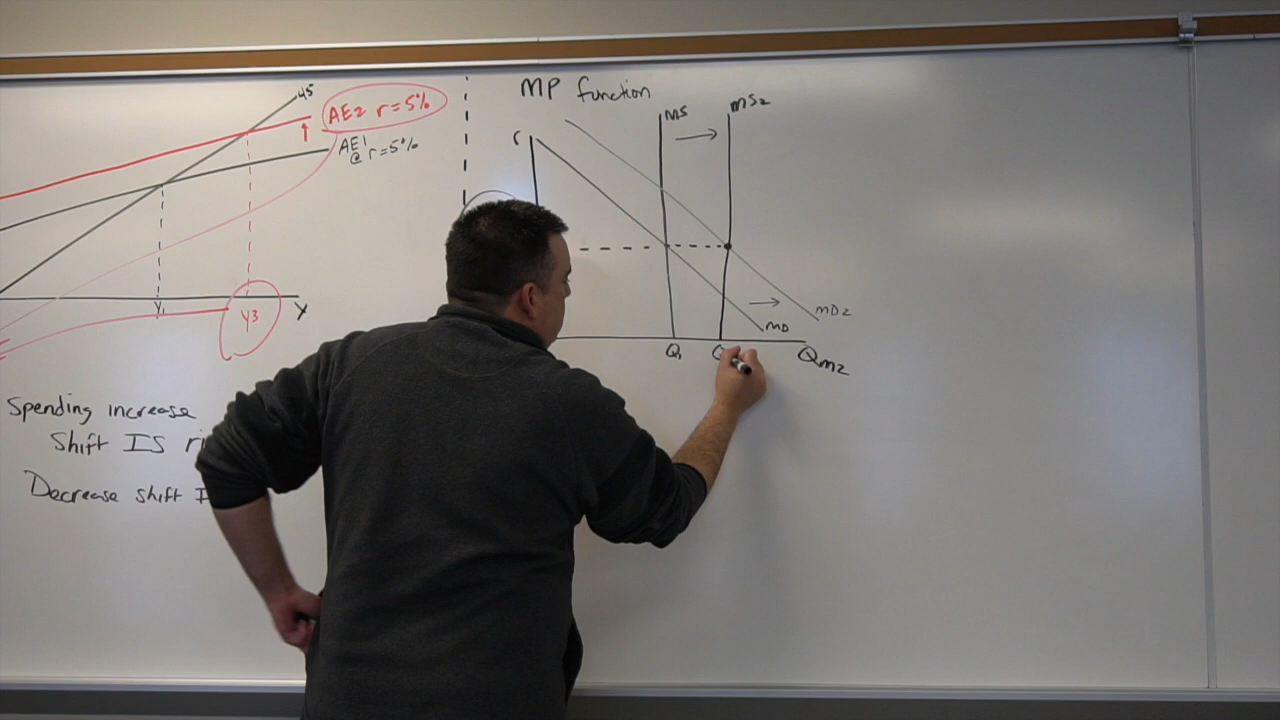 45
AE2 r=5%
AE1
@ r=5%
Y1
Y3
Y
Spending increase
Shift IS
Decrease shift
MP function
r
MS
MS2
MD
MD2
Q1
Qm2